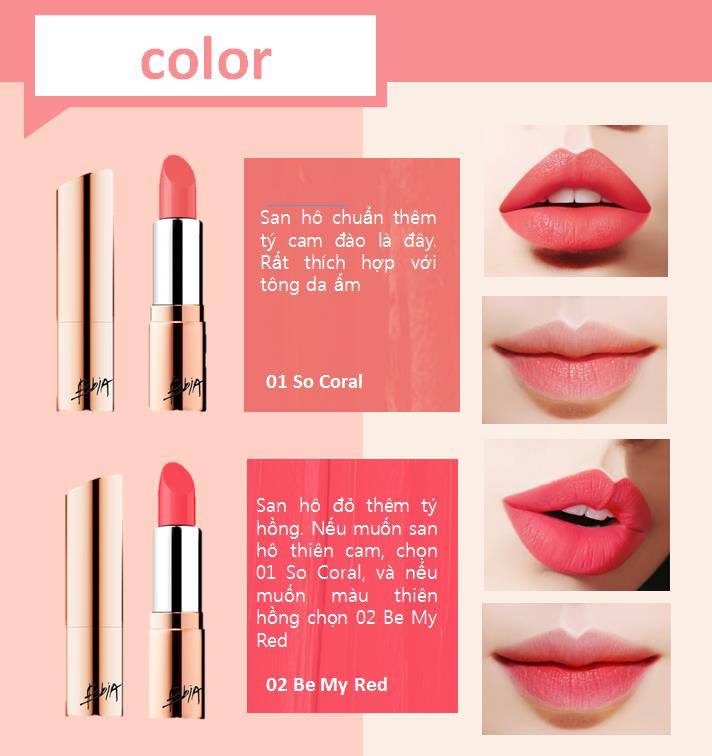 color
San hô chuẩn thêm
tý cam đào là đây.
Rất thích hợp với
tông da ấm
01 So Coral
San hô đỏ thêm tý
hồng. Nếu muốn san
hô thiên cam, chọn
01 So Coral, và nếu
muốn màu thiên
hồng chọn 02 Be My
Red
02 Be My Red